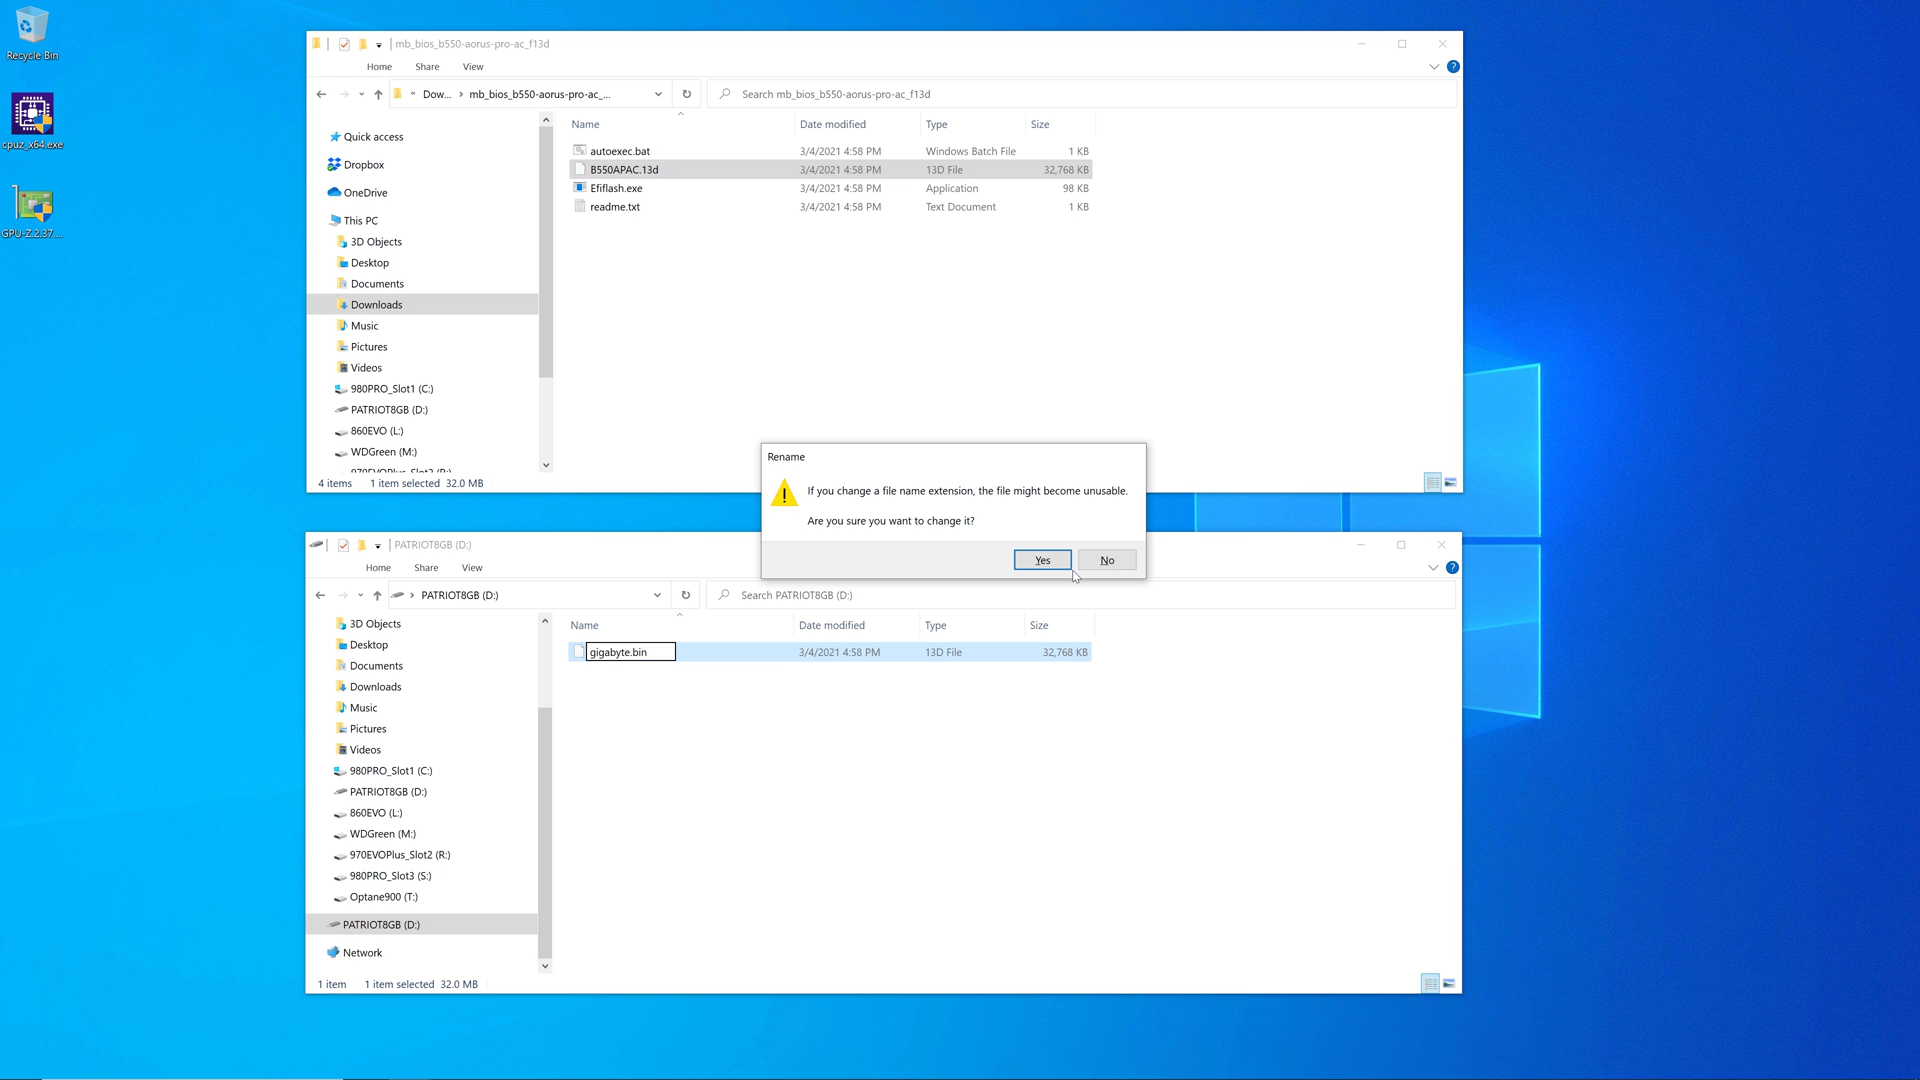 Recycle Bin
cpuz_x64.exe
GPU-Z.2.37....
mb_bios_b550-aorus-pro-ac_f13d
Home Share View
« Dow... › mb_bios_b550-aorus-pro-ac_...
Search mb_bios_b550-aorus-pro-ac_f13d
Quick access
Dropbox
OneDrive
This PC
3D Objects
Desktop
Documents
Downloads
Music
Pictures
Videos
980PRO_Slot1 (C:)
PATRIOT8GB (D:)
860EVO (L:)
WDGreen (M:)
970EVOPlus_Slot2 (R:)
Name Date modified Type Size
autoexec.bat 3/4/2021 4:58 PM Windows Batch File 1 KB
B550APAC.13d 3/4/2021 4:58 PM 13D File 32,768 KB
Efiflash.exe 3/4/2021 4:58 PM Application 98 KB
readme.txt 3/4/2021 4:58 PM Text Document 1 KB
4 items 1 item selected 32.0 MB
Rename
If you change a file name extension, the file might become unusable.
Are you sure you want to change it?
Yes No
PATRIOT8GB (D:)
Home Share View
› PATRIOT8GB (D:)
Search PATRIOT8GB (D:)
3D Objects
Desktop
Documents
Downloads
Music
Pictures
Videos
980PRO_Slot1 (C:)
PATRIOT8GB (D:)
860EVO (L:)
WDGreen (M:)
970EVOPlus_Slot2 (R:)
980PRO_Slot3 (S:)
Optane900 (T:)
PATRIOT8GB (D:)
Network
Name Date modified Type Size
gigabyte.bin 3/4/2021 4:58 PM 13D File 32,768 KB
1 item 1 item selected 32.0 MB